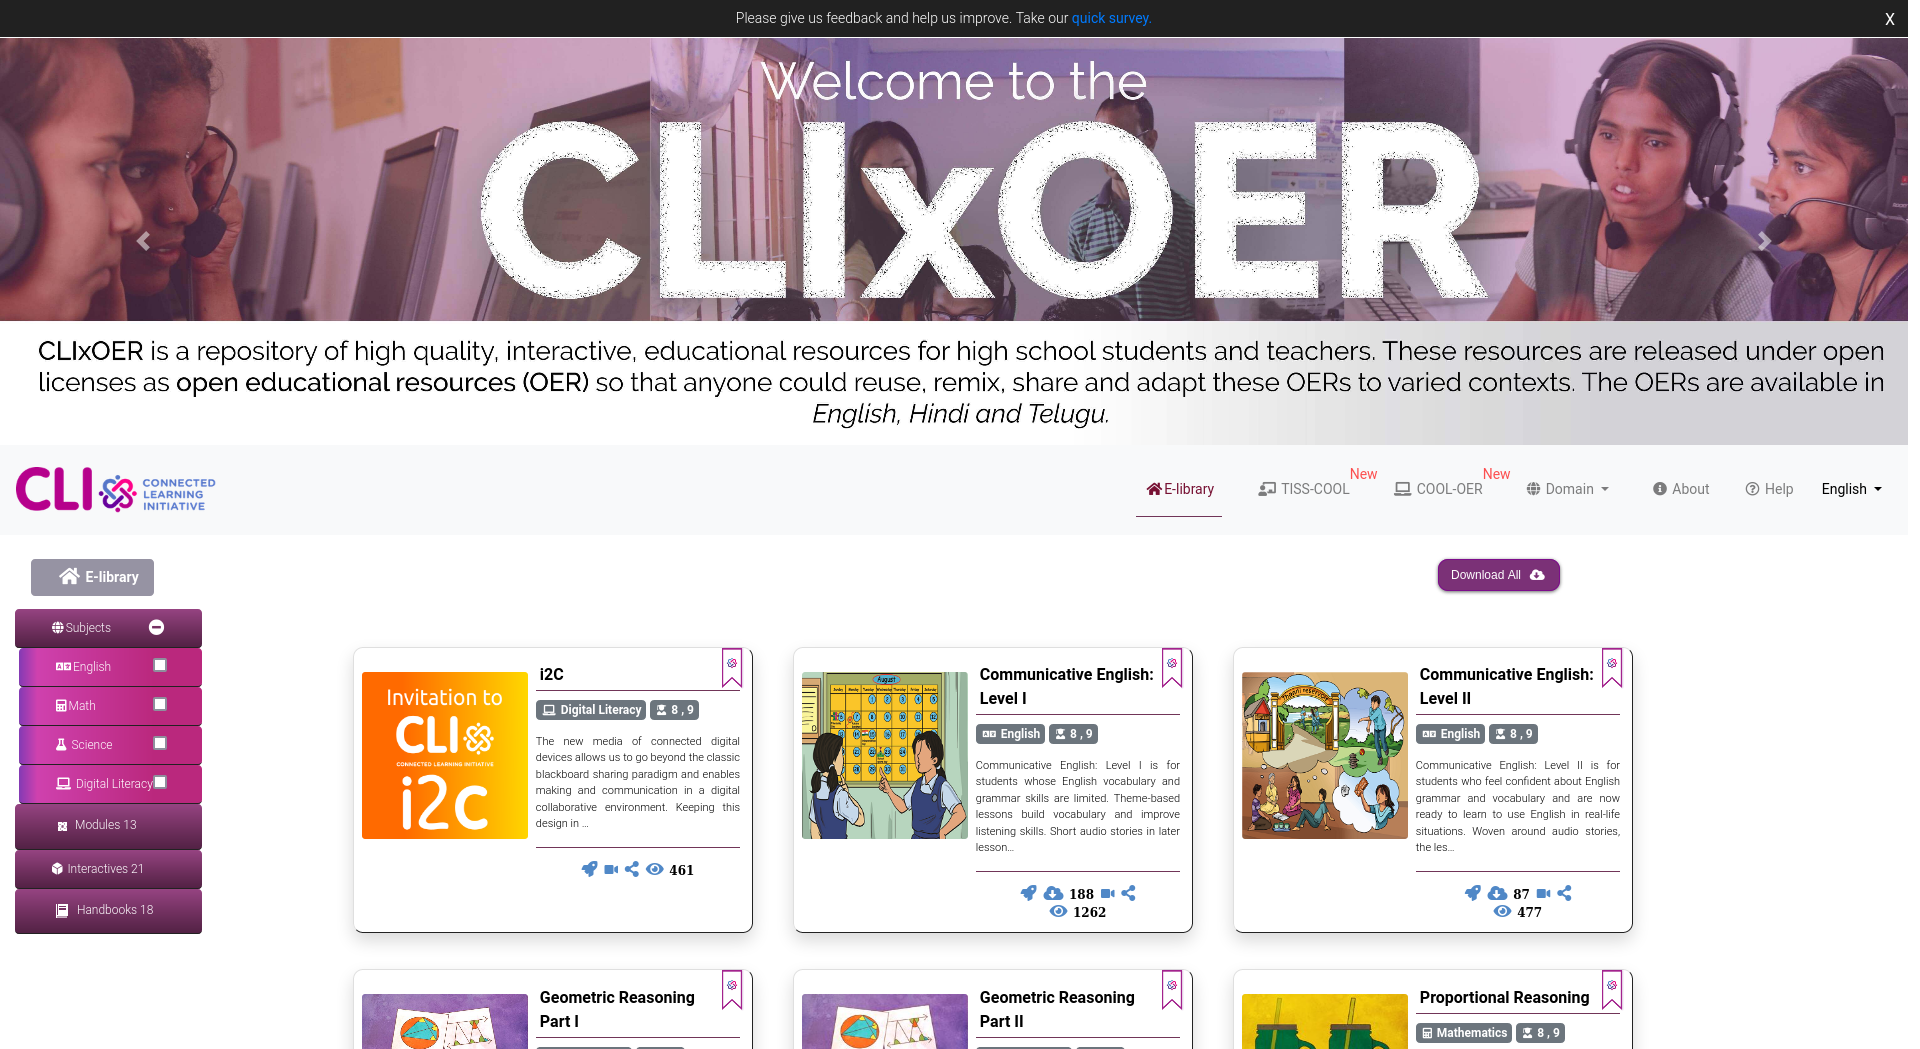 Please give us feedback and help us improve. Take our quick survey.
X
Welcome to the
CLIxOER
CLIxOER is a repository of high quality, interactive, educational resources for high school students and teachers. These resources are released under open
licenses as open educational resources (OER) so that anyone could reuse, remix, share and adapt these OERs to varied contexts. The OERs are available in
English, Hindi and Telugu.
CLI
CONNECTED
LEARNING
INITIATIVE
E-library
TISS-COOL
New
COOL-OER
New
Domain
About
Help
English
E-library
Download All
Subjects
English
Math
Science
Digital Literacy
Modules 13
Interactives 21
Handbooks 18
Invitation to
CLI
CONNECTED LEARNING INITIATIVE
i2c
i2C
Digital Literacy
8 , 9
The new media of connected digital
devices allows us to go beyond the classic
blackboard sharing paradigm and enables
making and communication in a digital
collaborative environment. Keeping this
design in ...
461
August
Communicative English:
Level I
English
8 , 9
Communicative English: Level I is for
students whose English vocabulary and
grammar skills are limited. Theme-based
lessons build vocabulary and improve
listening skills. Short audio stories in later
lesson...
188
1262
Communicative English:
Level II
English
8 , 9
Communicative English: Level II is for
students who feel confident about English
grammar and vocabulary and are now
ready to learn to use English in real-life
situations. Woven around audio stories,
the les...
87
477
Geometric Reasoning
Part I
Geometric Reasoning
Part II
Proportional Reasoning
Mathematics
8 , 9